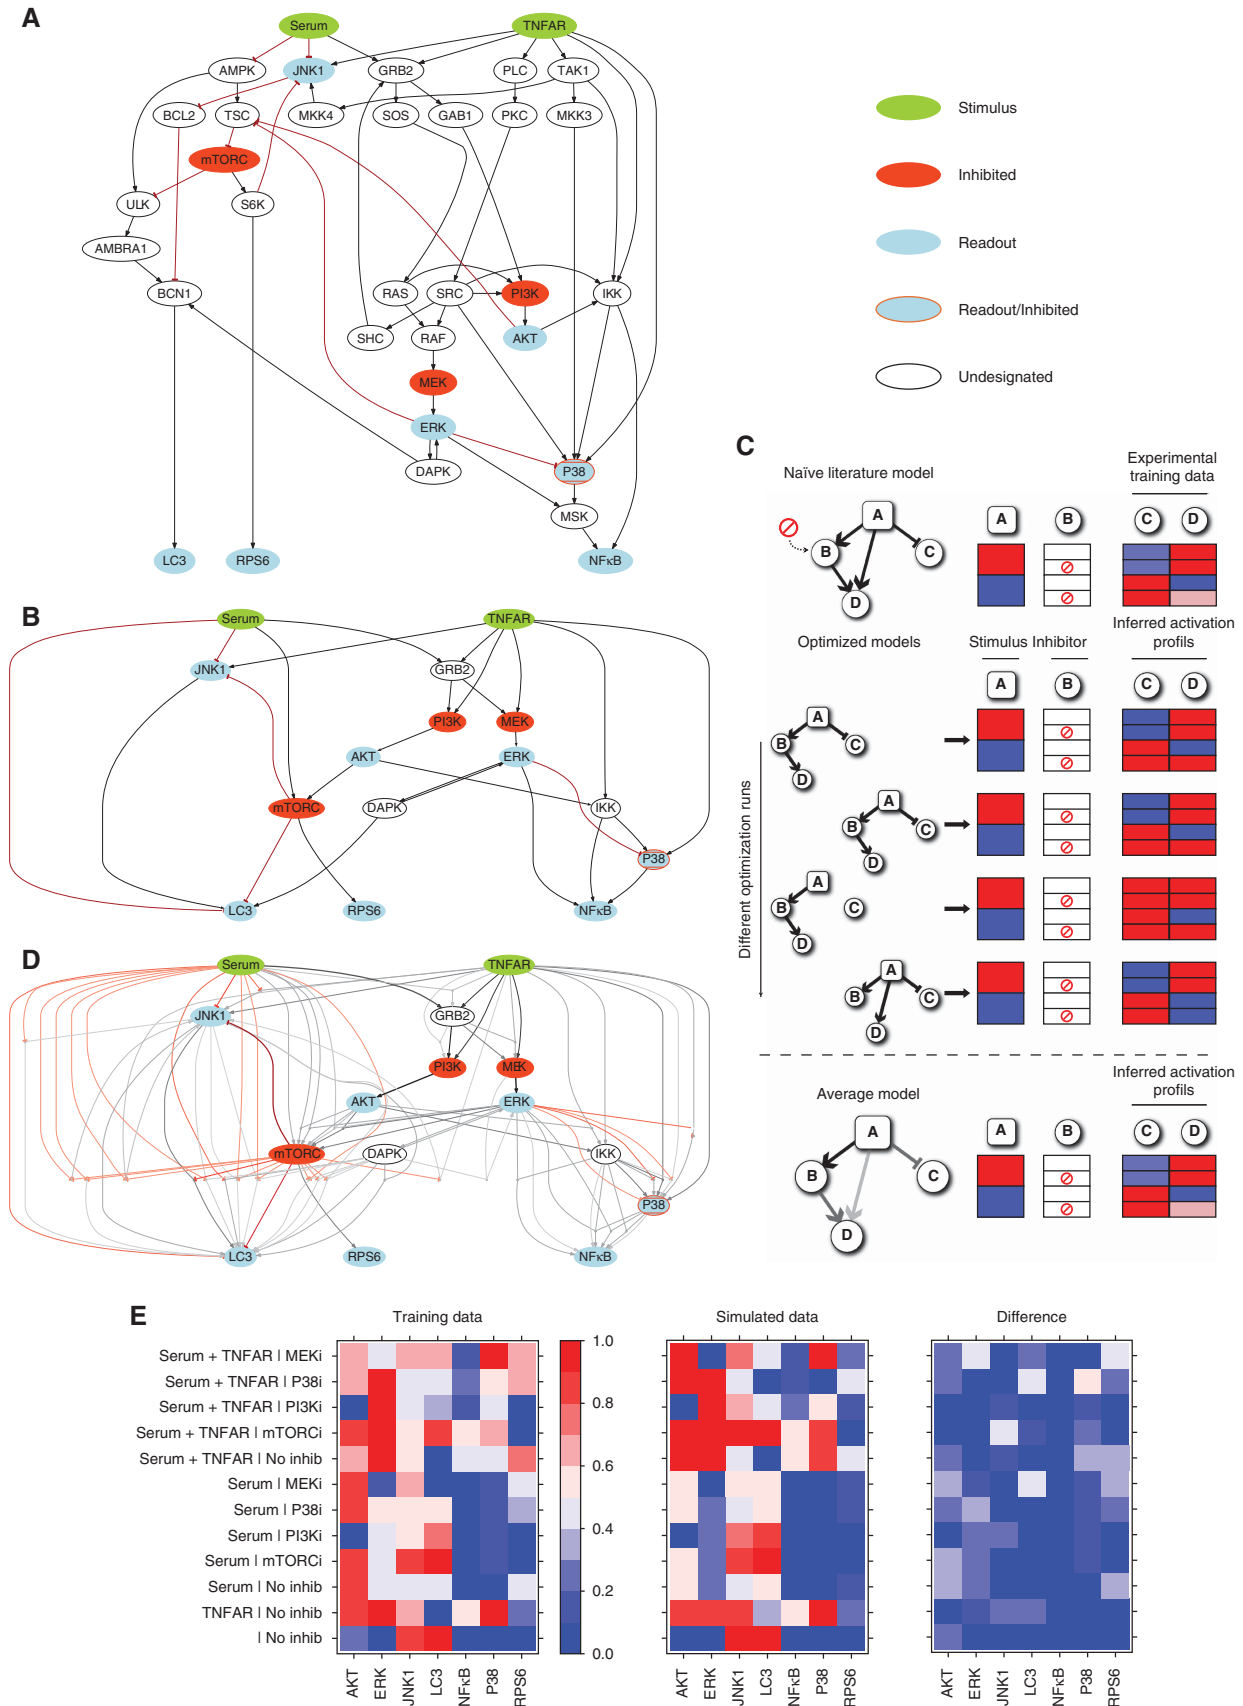 A
Serum
TNFAR
AMPK
JNK1
GRB2
PLC
TAK1
BCL2
TSC
MKK4
SOS
GAB1
PKC
MKK3
mTORC
ULK
S6K
AMBRA1
BCN1
RAS
SRC
PI3K
IKK
SHC
RAF
AKT
MEK
ERK
DAPK
P38
MSK
LC3
RPS6
NFκB
Stimulus
Inhibited
Readout
Readout/Inhibited
Undesignated
B
Serum
TNFAR
JNK1
GRB2
PI3K
MEK
AKT
ERK
mTORC
DAPK
IKK
P38
LC3
RPS6
NFκB
C
Naïve literature model
Experimental
training data
A
B
C
D
A
B
C
D
Optimized models
Stimulus
Inhibitor
Inferred activation
profils
A
B
C
D
Different optimization runs
A
B
C
D
A
B
C
D
A
B
C
D
A
B
C
D
Average model
Inferred activation
profils
A
B
C
D
A
B
C
D
D
Serum
TNFAR
JNK1
GRB2
PI3K
MEK
AKT
ERK
mTORC
DAPK
IKK
P38
LC3
RPS6
NFκB
E
Training data
Simulated data
Difference
Serum + TNFAR | MEKi
Serum + TNFAR | P38i
Serum + TNFAR | PI3Ki
Serum + TNFAR | mTORCi
Serum + TNFAR | No inhib
Serum | MEKi
Serum | P38i
Serum | PI3Ki
Serum | mTORCi
Serum | No inhib
TNFAR | No inhib
| No inhib
1.0
0.8
0.6
0.4
0.2
0.0
AKT
ERK
JNK1
LC3
NFκB
P38
RPS6
AKT
ERK
JNK1
LC3
NFκB
P38
RPS6
AKT
ERK
JNK1
LC3
NFκB
P38
RPS6